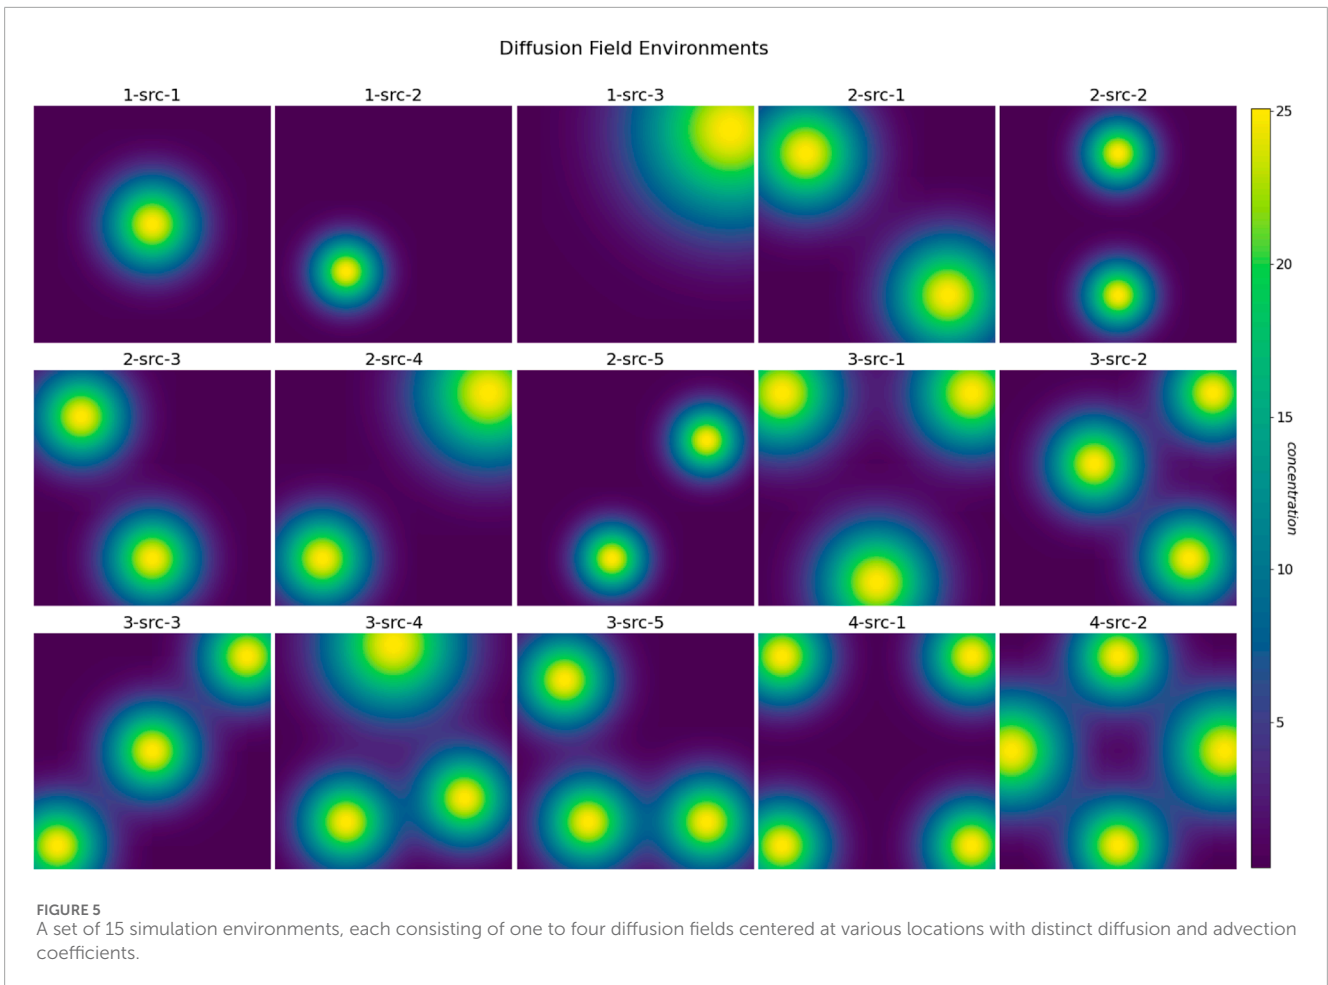 Diffusion Field Environments
1-src-1
1-src-2
1-src-3
2-src-1
2-src-2
2-src-3
2-src-4
2-src-5
3-src-1
3-src-2
3-src-3
3-src-4
3-src-5
4-src-1
4-src-2
25
20
15
10
5
concentration
FIGURE 5
A set of 15 simulation environments, each consisting of one to four diffusion fields centered at various locations with distinct diffusion and advection
coefficients.